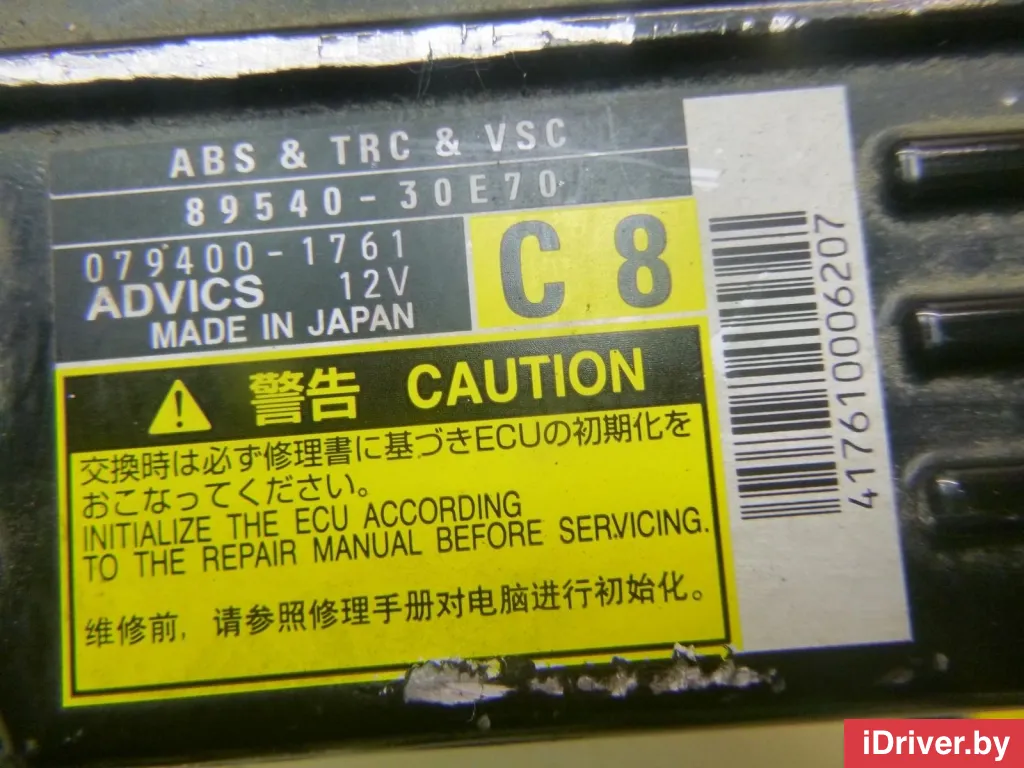 ABS & TRC & VSC
89540-30E70
079400-1761
ADVICS 12V
MADE IN JAPAN
C 8
417610006207
警告 CAUTION
交換時は必ず修理書に基づきECUの初期化を
おこなってください。
INITIALIZE THE ECU ACCORDING
TO THE REPAIR MANUAL BEFORE SERVICING.
维修前，请参照修理手册对电脑进行初始化。
iDriver.by